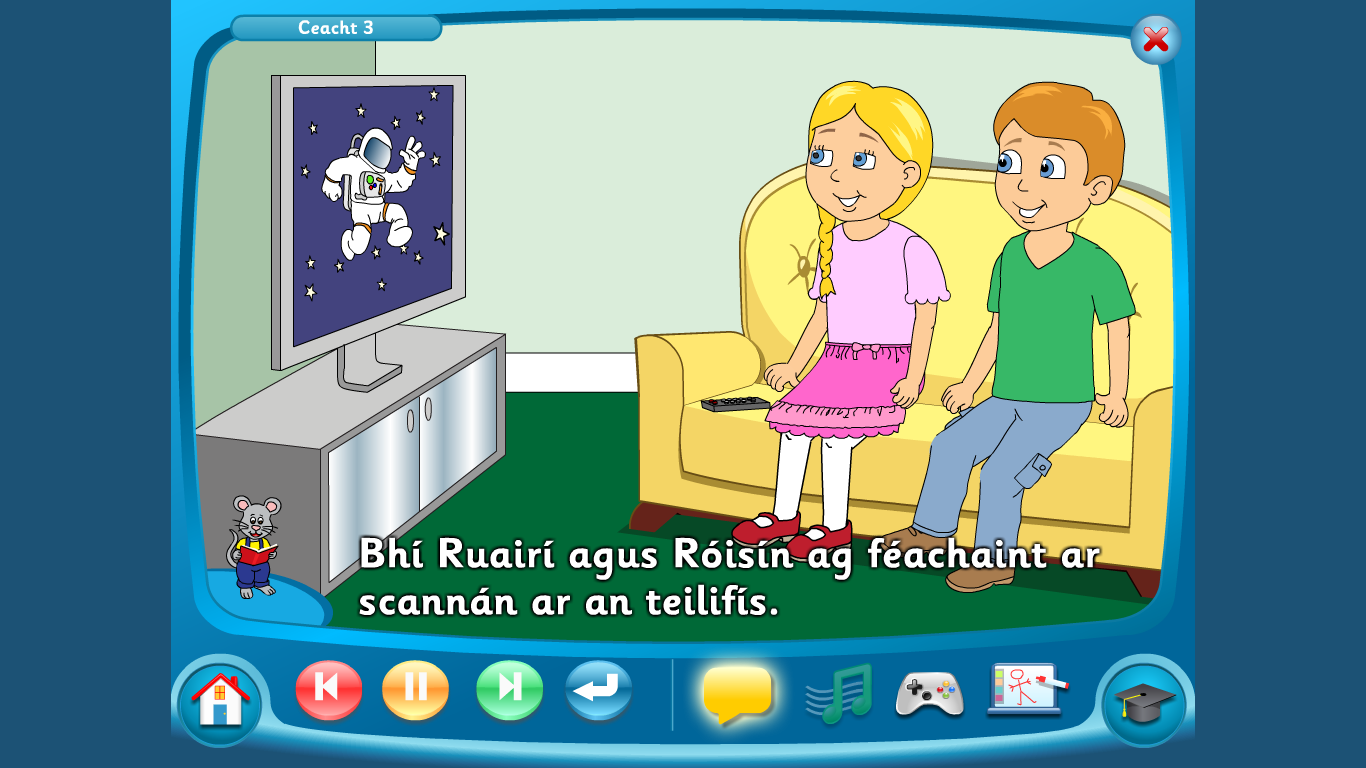 Ceacht 3
Bhí Ruairí agus Róisín ag féachaint ar
scannán ar an teilifís.